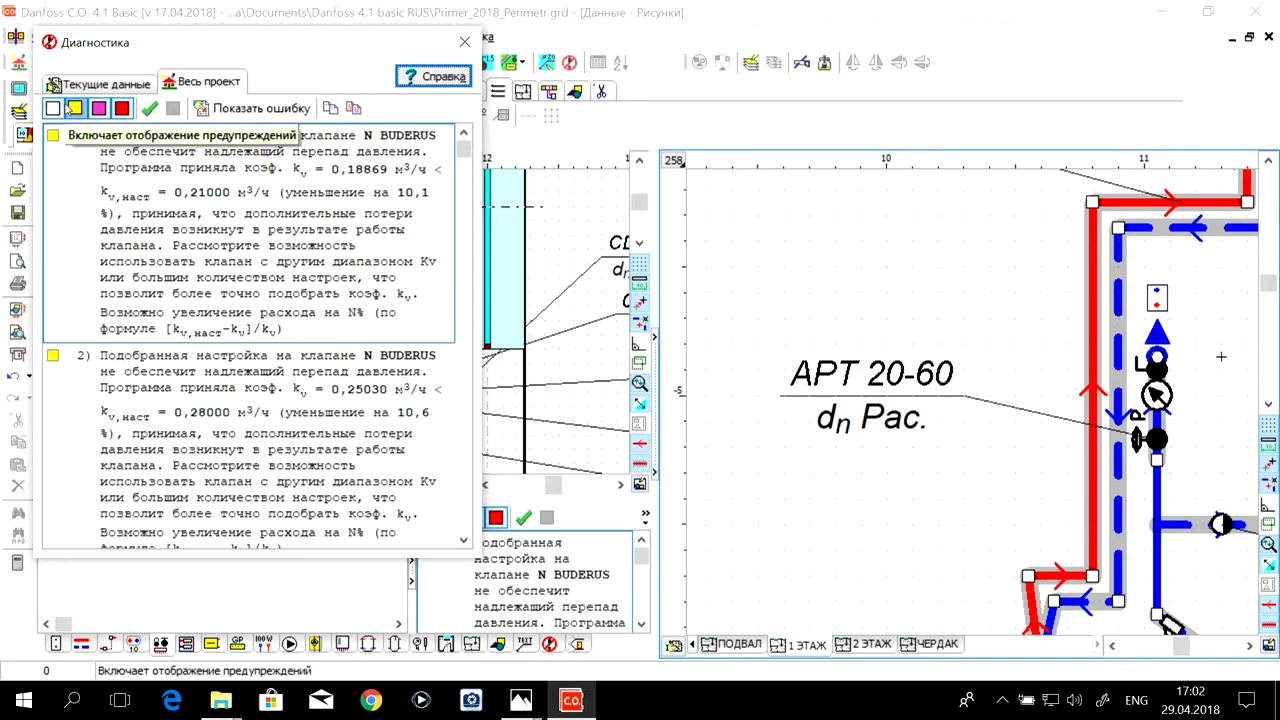 Danfoss C.O. 4.1 Basic [v 17.04.2018] - ...a\Documents\Danfoss 4.1 basic RUS\Primer_2018_Perimetr.grd - [Данные - Рисунки]
Диагностика
Текущие данные
Весь проект
? Справка
Показать ошибку
Включает отображение предупреждений
клапане N BUDERUS
не обеспечит надлежащий перепад давления.
Программа приняла коэф. kv = 0,18869 м³/ч <
kv,наст = 0,21000 м³/ч (уменьшение на 10,1
%), принимая, что дополнительные потери
давления возникнут в результате работы
клапана. Рассмотрите возможность
использовать клапан с другим диапазоном Kv
или большим количеством настроек, что
позволит более точно подобрать коэф. kv.
Возможно увеличение расхода на N% (по
формуле [kv,наст-kv]/kv)
2) Подобранная настройка на клапане N BUDERUS
не обеспечит надлежащий перепад давления.
Программа приняла коэф. kv = 0,25030 м³/ч <
kv,наст = 0,28000 м³/ч (уменьшение на 10,6
%), принимая, что дополнительные потери
давления возникнут в результате работы
клапана. Рассмотрите возможность
использовать клапан с другим диапазоном Kv
или большим количеством настроек, что
позволит более точно подобрать коэф. kv.
Возможно увеличение расхода на N% (по
12
258
10
11
-5
АРТ 20-60
dn Рас.
P
L
Подобранная
настройка на
клапане N BUDERUS
не обеспечит
надлежащий перепад
давления. Программа
ПОДВАЛ
1 ЭТАЖ
2 ЭТАЖ
ЧЕРДАК
0
Включает отображение предупреждений
C.O.
ENG
17:02
29.04.2018